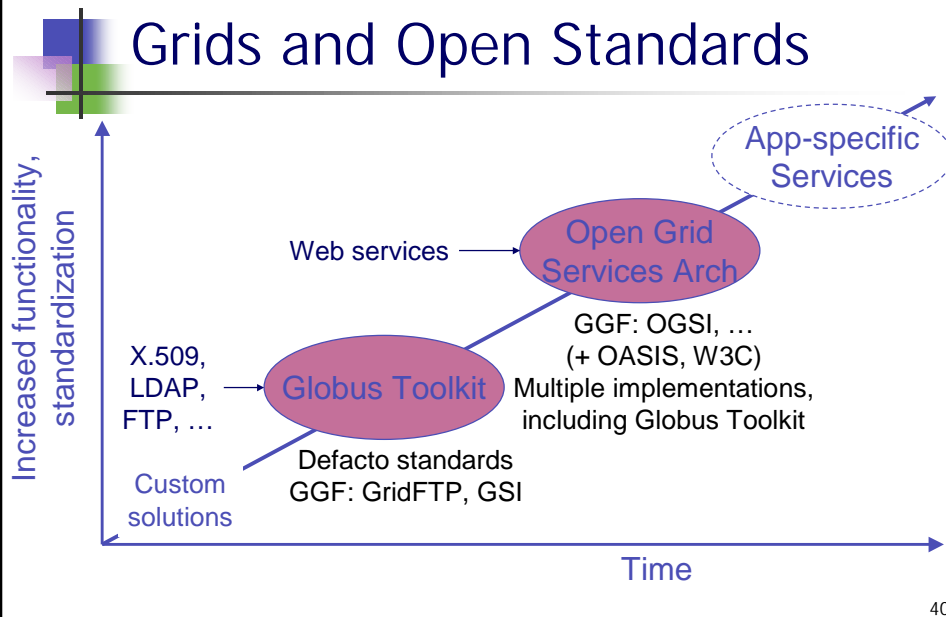 Grids and Open Standards
Increased functionality,
standardization
App-specific
Services
Web services
Open Grid
Services Arch
GGF: OGSI, …
(+ OASIS, W3C)
Multiple implementations,
including Globus Toolkit
X.509,
LDAP,
FTP, …
Globus Toolkit
Defacto standards
GGF: GridFTP, GSI
Custom
solutions
Time
40